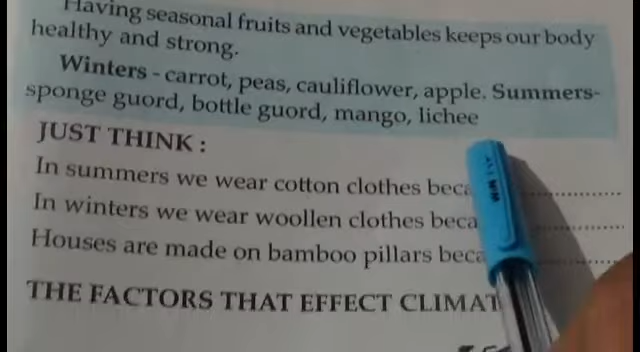 Having seasonal fruits and vegetables keeps our body
healthy and strong.
Winters - carrot, peas, cauliflower, apple. Summers-
sponge guord, bottle guord, mango, lichee
JUST THINK :
In summers we wear cotton clothes beca
In winters we wear woollen clothes beca
Houses are made on bamboo pillars beca
THE FACTORS THAT EFFECT CLIMAT